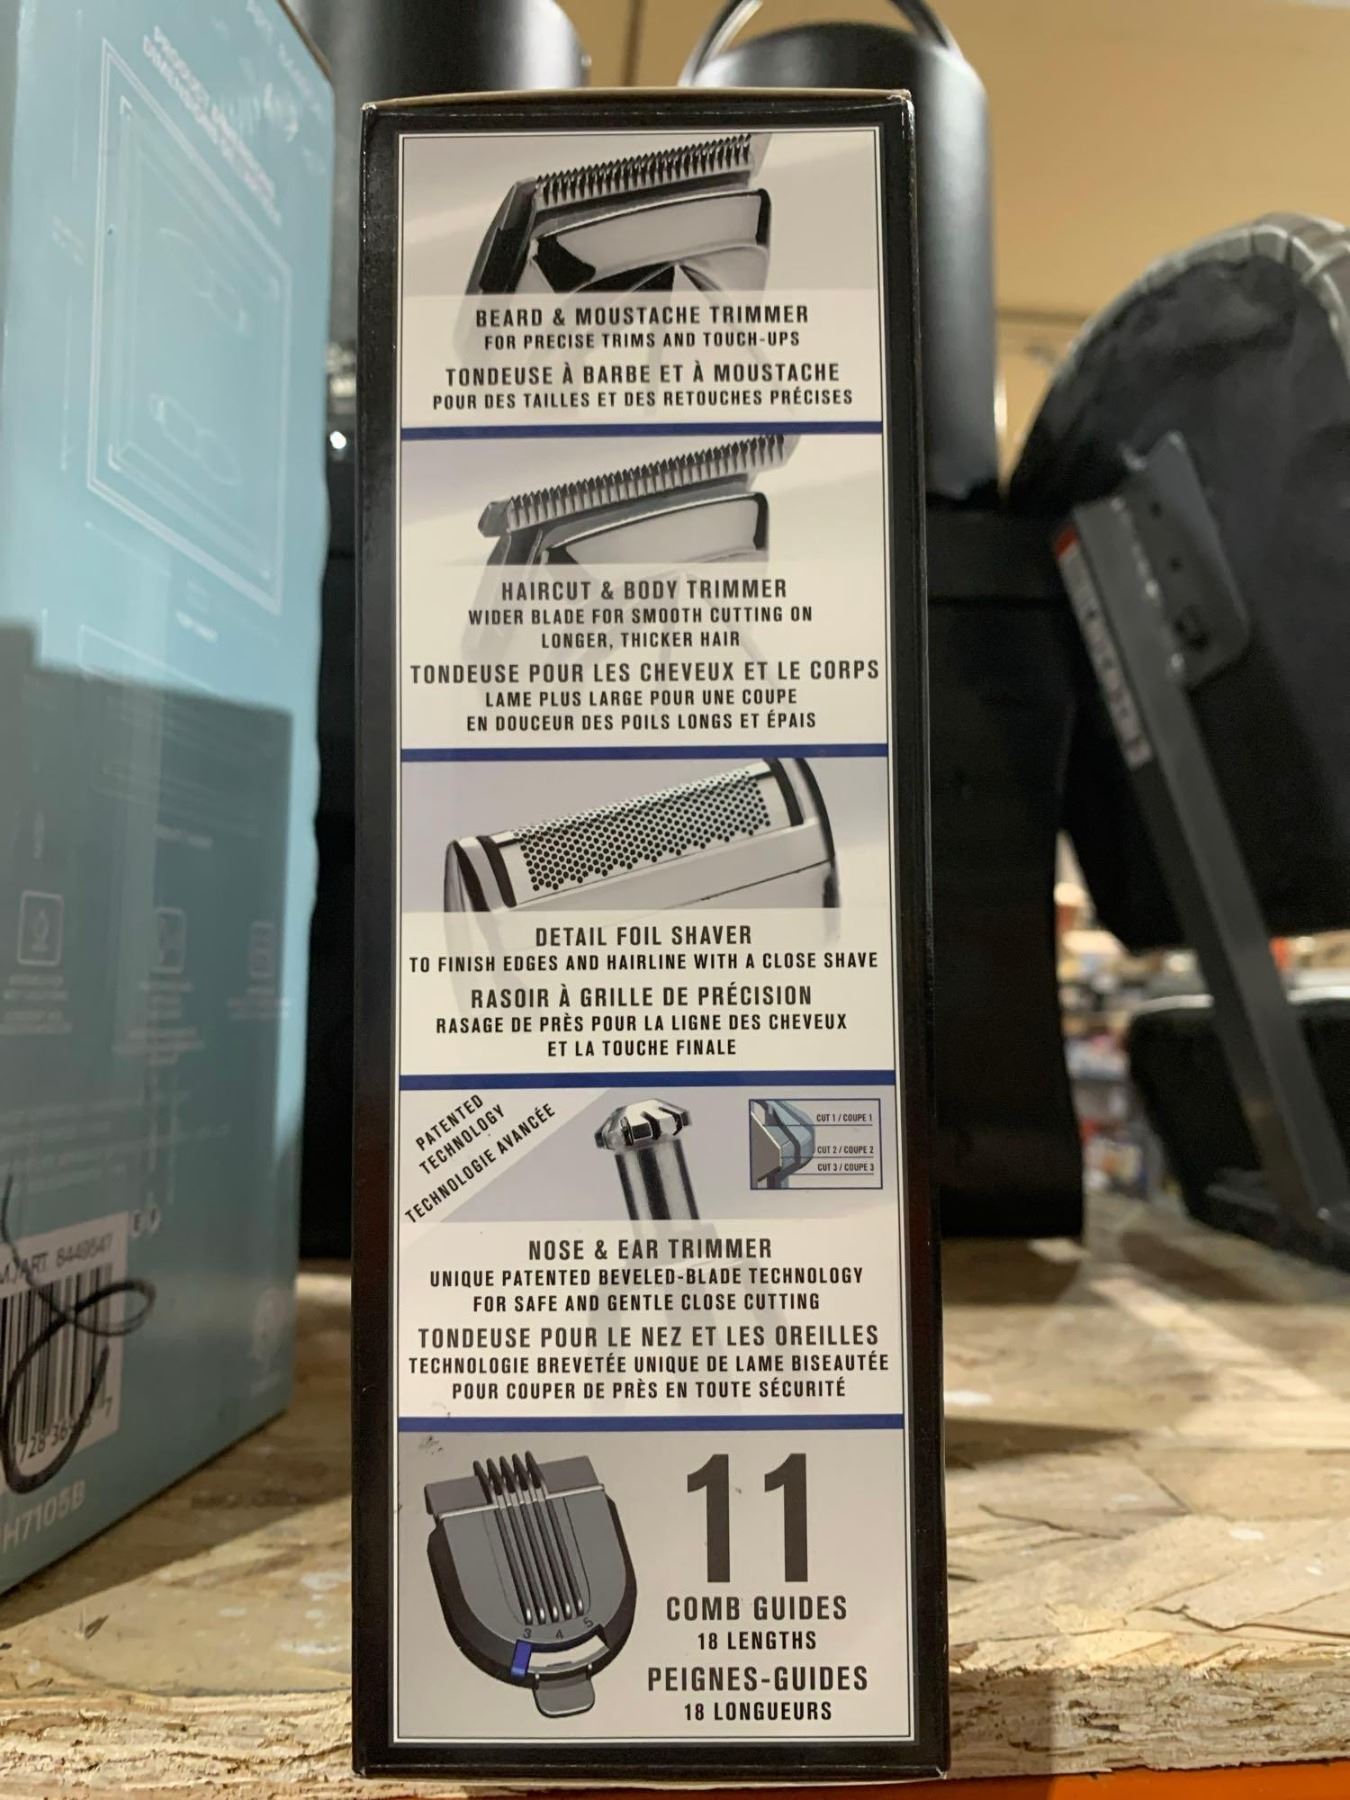 BEARD & MOUSTACHE TRIMMER
FOR PRECISE TRIMS AND TOUCH-UPS
TONDEUSE À BARBE ET À MOUSTACHE
POUR DES TAILLES ET DES RETOUCHES PRÉCISES
HAIRCUT & BODY TRIMMER
WIDER BLADE FOR SMOOTH CUTTING ON
LONGER, THICKER HAIR
TONDEUSE POUR LES CHEVEUX ET LE CORPS
LAME PLUS LARGE POUR UNE COUPE
EN DOUCEUR DES POILS LONGS ET ÉPAIS
DETAIL FOIL SHAVER
TO FINISH EDGES AND HAIRLINE WITH A CLOSE SHAVE
RASOIR À GRILLE DE PRÉCISION
RASAGE DE PRÈS POUR LA LIGNE DES CHEVEUX
ET LA TOUCHE FINALE
PATENTED
TECHNOLOGY
TECHNOLOGIE AVANCÉE
CUT 1 / COUPE 1
CUT 2 / COUPE 2
CUT 3 / COUPE 3
NOSE & EAR TRIMMER
UNIQUE PATENTED BEVELED-BLADE TECHNOLOGY
FOR SAFE AND GENTLE CLOSE CUTTING
TONDEUSE POUR LE NEZ ET LES OREILLES
TECHNOLOGIE BREVETÉE UNIQUE DE LAME BISEAUTÉE
POUR COUPER DE PRÈS EN TOUTE SÉCURITÉ
3 4 5
11
COMB GUIDES
18 LENGTHS
PEIGNES-GUIDES
18 LONGUEURS
PRODUCT
H7105B